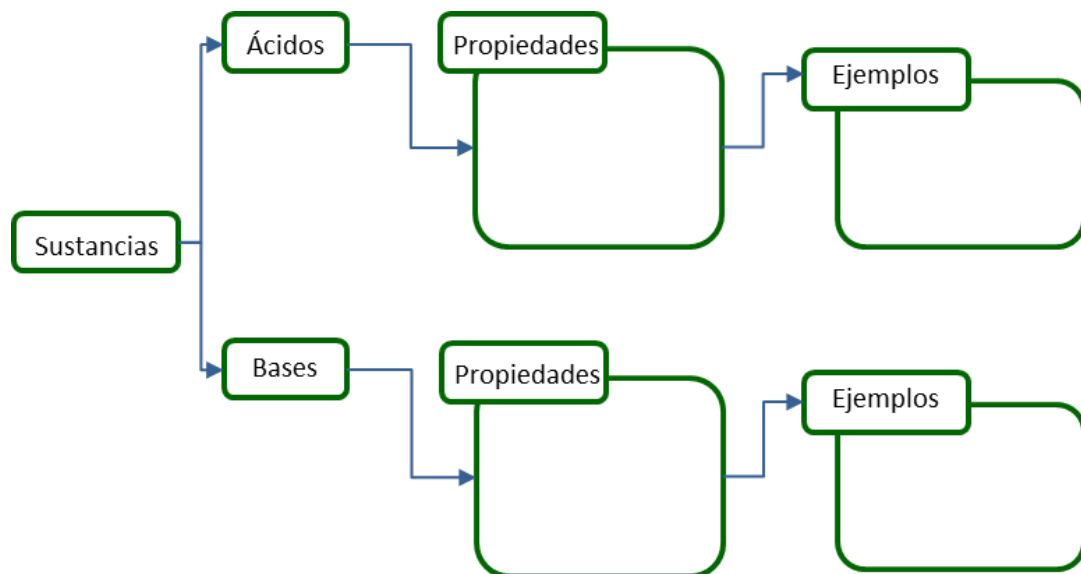 Ácidos
Propiedades
Ejemplos
Sustancias
Bases
Propiedades
Ejemplos